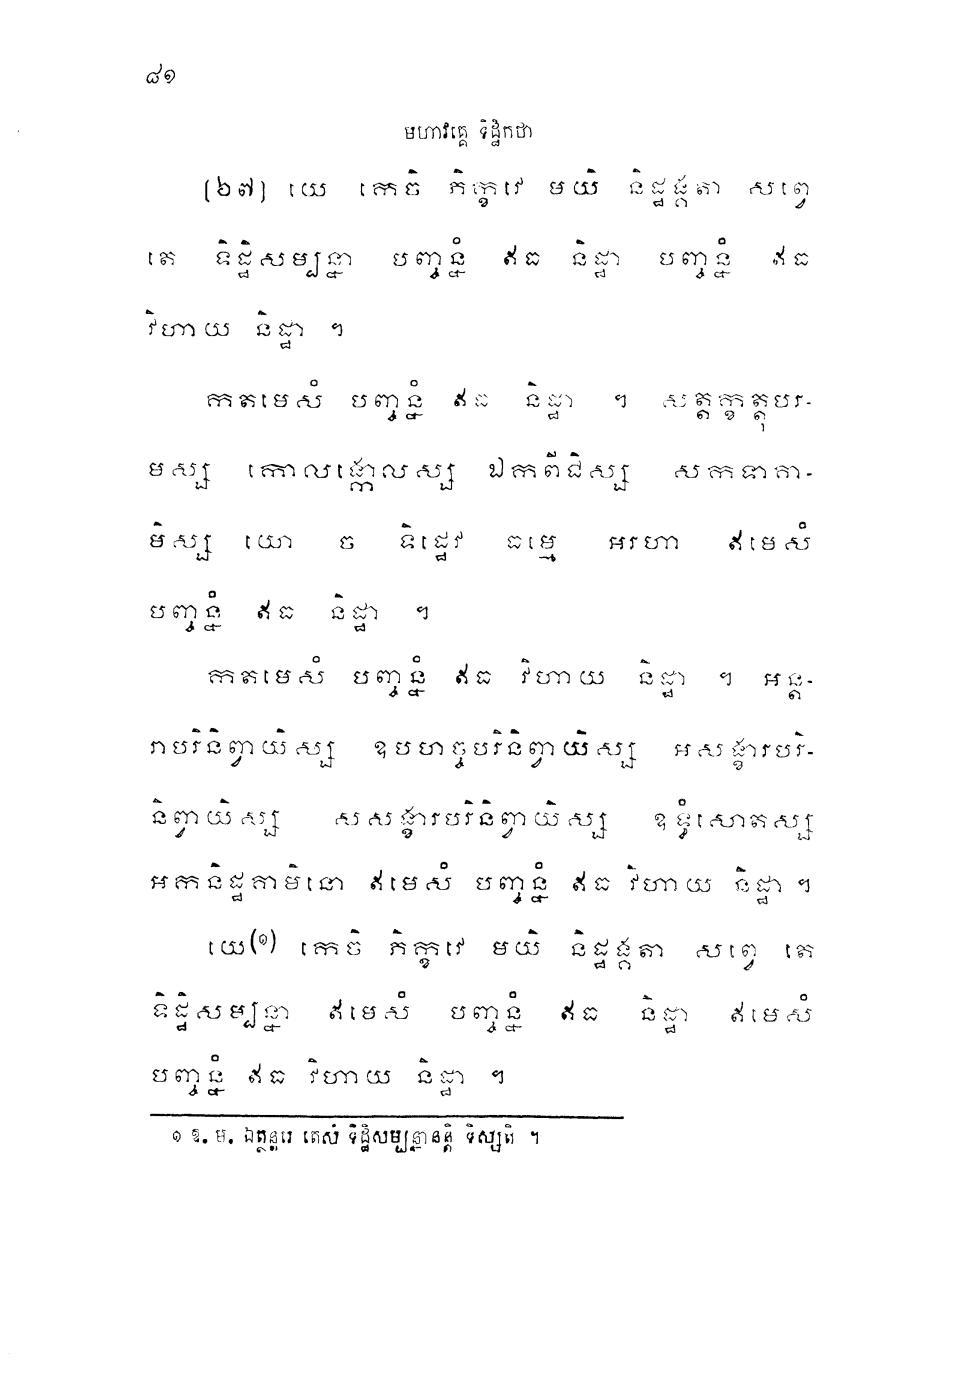 ៨១
មហាវគ្គេ ទិដ្ឋិកថា
(២៧) យេ កេចិ ភិក្ខវេ មយិ និដ្ឋង្គតា សព្វេ
តេ ទិដ្ឋិសម្បន្នា បញ្ចន្នំ ឥធ និដ្ឋា បញ្ចន្នំ ឥធ
វិហាយ និដ្ឋា ។
កតមេសំ បញ្ចន្នំ ឥធ និដ្ឋា ។ សត្តក្ខត្តុបរ-
មស្ស កោលង្កោលស្ស ឯកពីជិស្ស សកទាគា-
មិស្ស យោ ច ទិដ្ឋេវ ធម្មេ អរហា ឥមេសំ
បញ្ចន្នំ ឥធ និដ្ឋា ។
កតមេសំ បញ្ចន្នំ ឥធ វិហាយ និដ្ឋា ។ អន្ត-
រាបរិនិព្វាយិស្ស ឧបហច្ចបរិនិព្វាយិស្ស អសង្ខារបរិ-
និព្វាយិស្ស សសង្ខារបរិនិព្វាយិស្ស ឧទ្ធំសោតស្ស
អកនិដ្ឋគាមិនោ ឥមេសំ បញ្ចន្នំ ឥធ វិហាយ និដ្ឋា ។
យេ(១) កេចិ ភិក្ខវេ មយិ និដ្ឋង្គតា សព្វេ តេ
ទិដ្ឋិសម្បន្នា ឥមេសំ បញ្ចន្នំ ឥធ និដ្ឋា ឥមេសំ
បញ្ចន្នំ ឥធ វិហាយ និដ្ឋា ។
១ ឱ. ម. ឯត្ថន្តរេ តេសំ ទិដ្ឋិសម្បន្នានន្តិ ទិស្សតិ ។